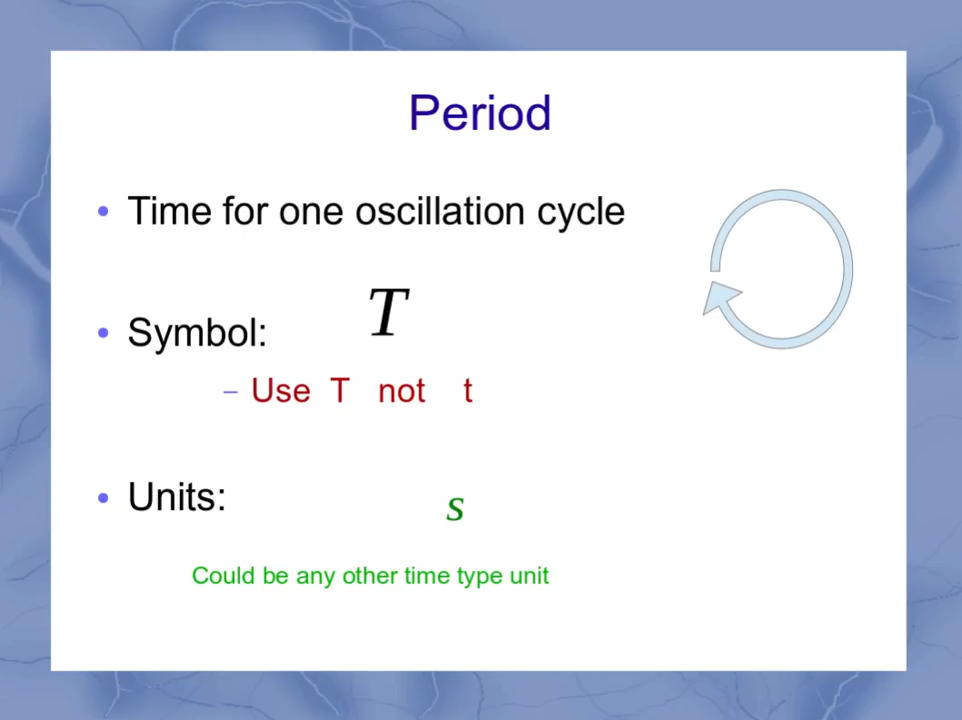 Period
• Time for one oscillation cycle
• Symbol: T
– Use T not t
• Units: s
Could be any other time type unit